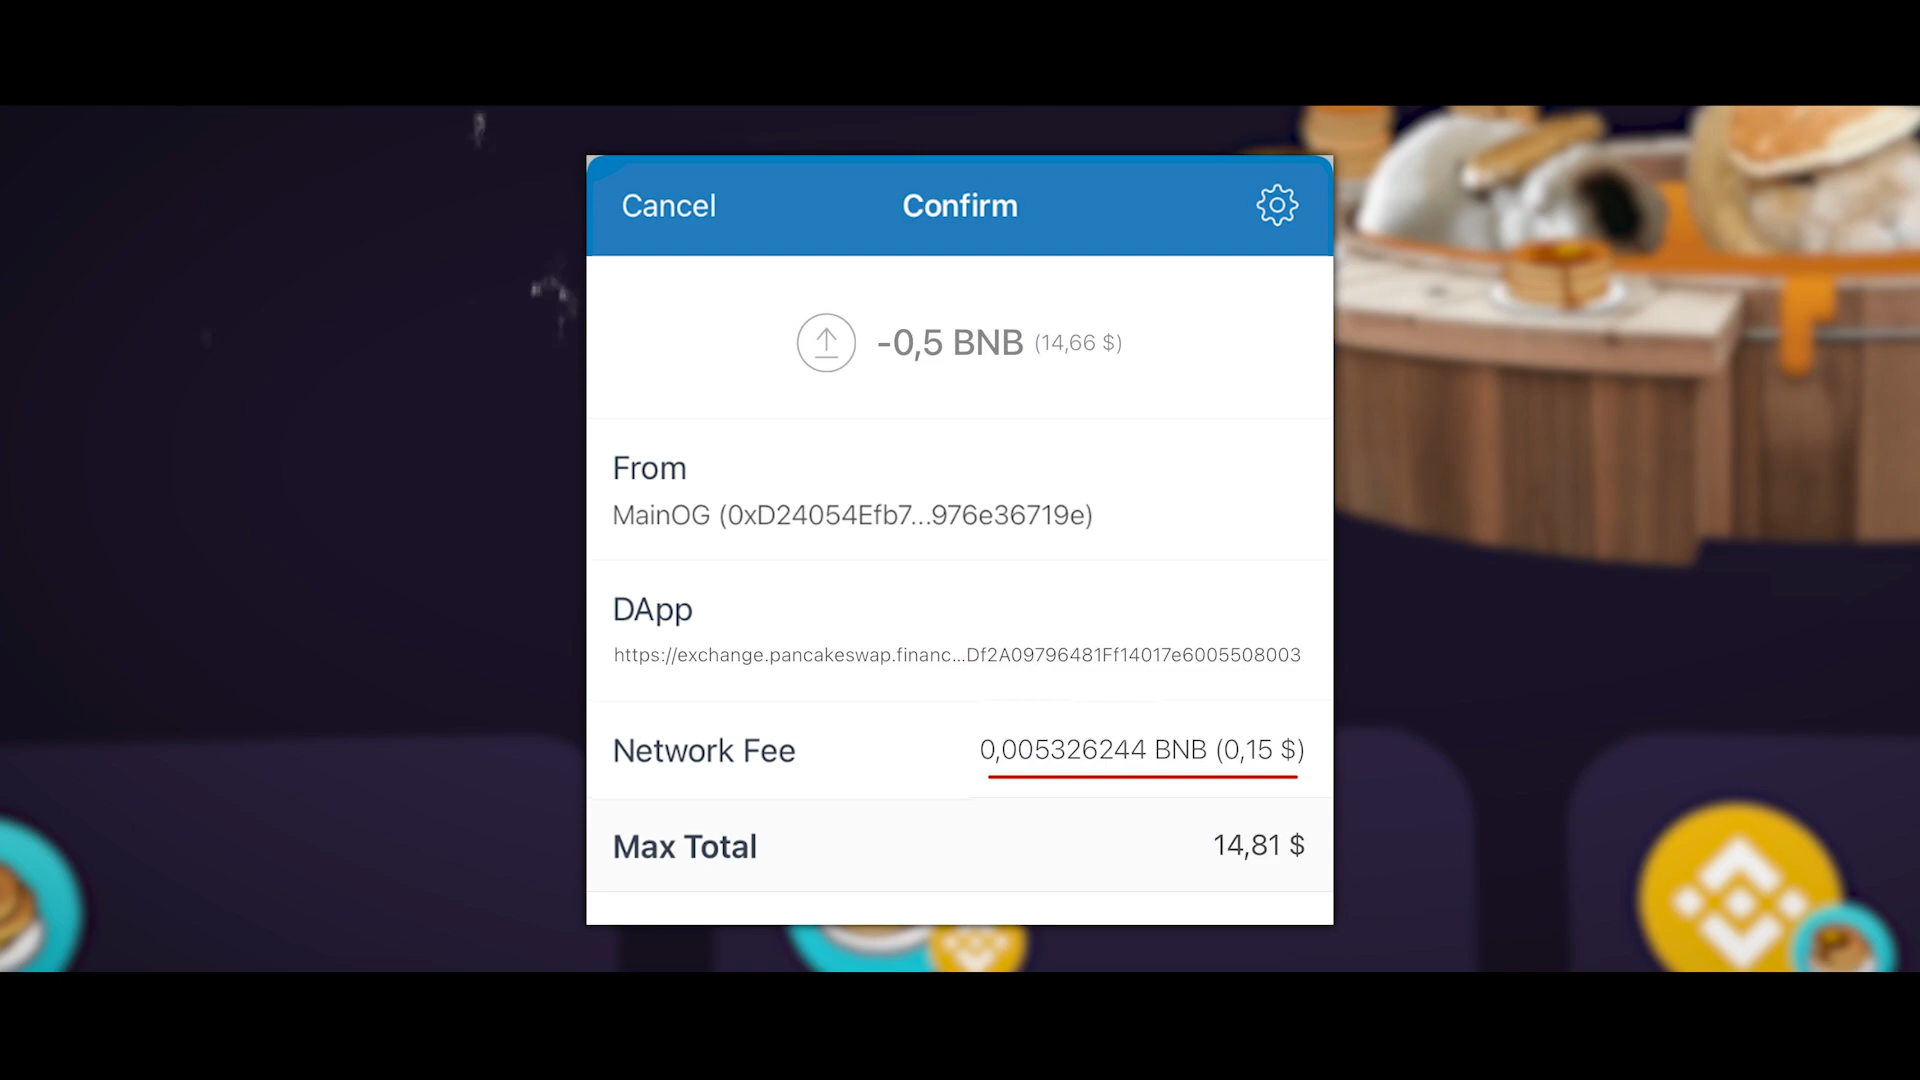 Cancel
Confirm
-0,5 BNB (14,66 $)
From
MainOG (0xD24054Efb7...976e36719e)
DApp
https://exchange.pancakeswap.financ...Df2A09796481Ff14017e6005508003
Network Fee
0,005326244 BNB (0,15 $)
Max Total
14,81 $